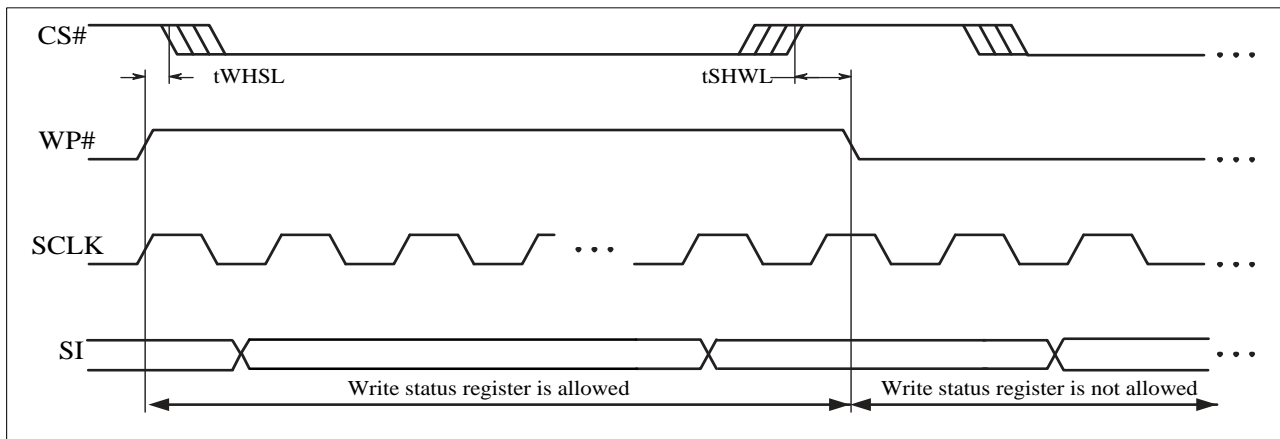 CS#
tWHSL
tSHWL
WP#
SCLK
SI
Write status register is allowed
Write status register is not allowed